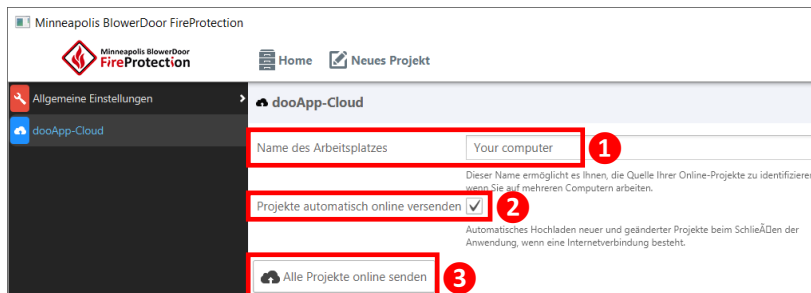 Minneapolis BlowerDoor FireProtection
Minneapolis BlowerDoor
FireProtection
Home
Neues Projekt
Allgemeine Einstellungen
dooApp-Cloud
dooApp-Cloud
Name des Arbeitsplatzes
Your computer
1
Dieser Name ermöglicht es Ihnen, die Quelle Ihrer Online-Projekte zu identifizieren
wenn Sie auf mehreren Computern arbeiten.
Projekte automatisch online versenden
2
Automatisches Hochladen neuer und geänderter Projekte beim SchlieÃŸen der
Anwendung, wenn eine Internetverbindung besteht.
Alle Projekte online senden
3